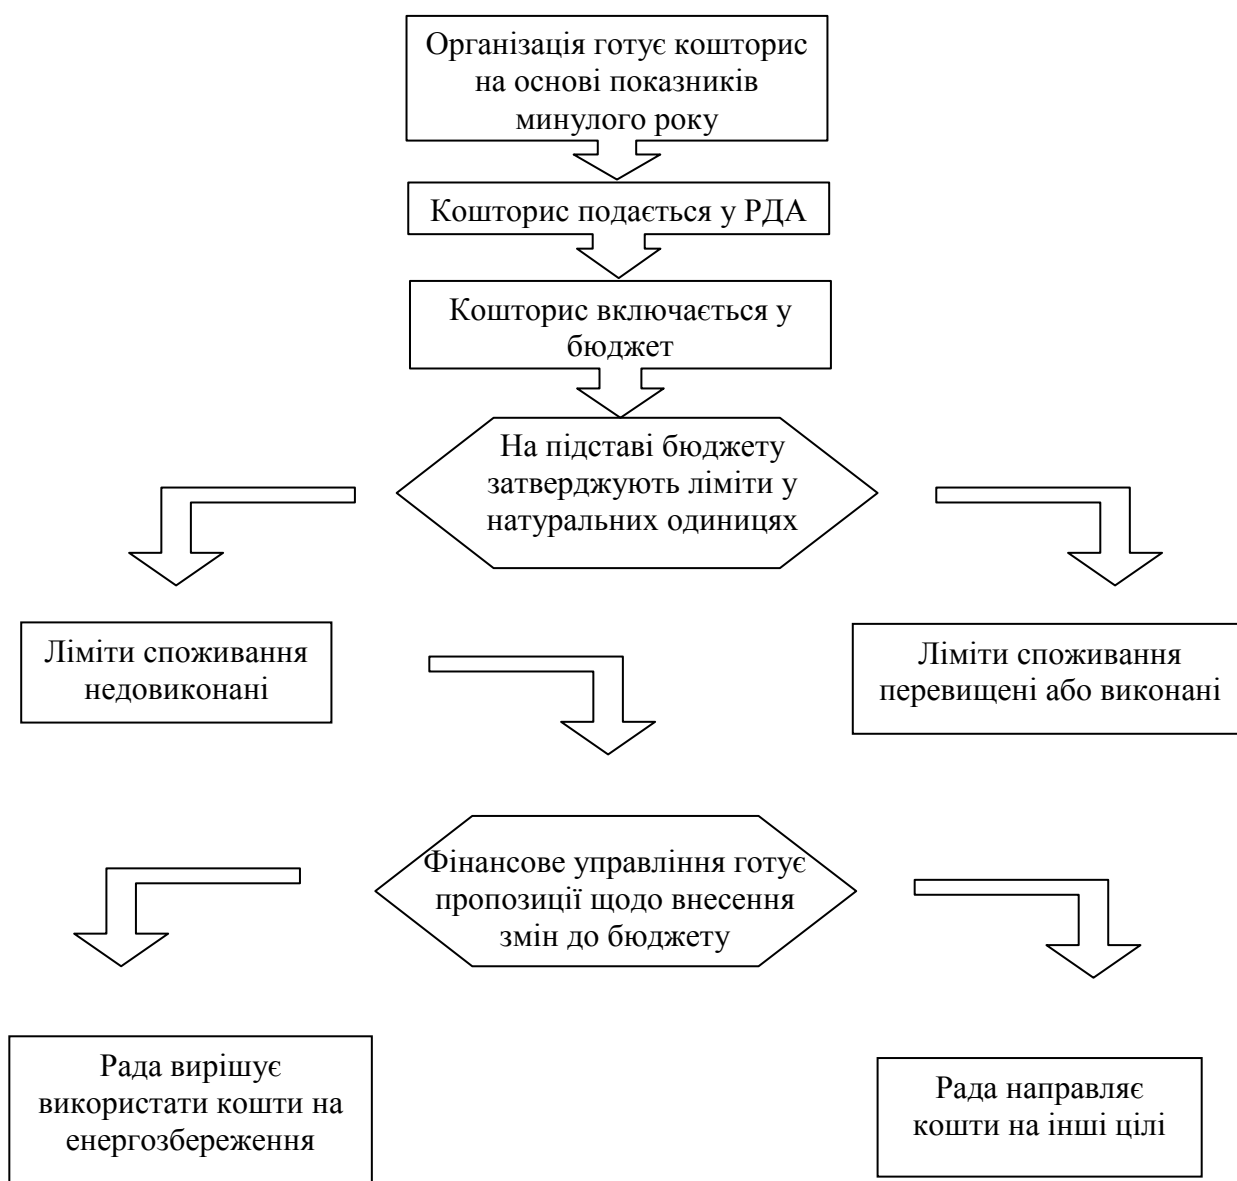 Організація готує кошторис
на основі показників
минулого року
Кошторис подається у РДА
Кошторис включається у
бюджет
На підставі бюджету
затверджують ліміти у
натуральних одиницях
Ліміти споживання
недовиконані
Ліміти споживання
перевищені або виконані
Фінансове управління готує
пропозиції щодо внесення
змін до бюджету
Рада вирішує
використати кошти на
енергозбереження
Рада направляє
кошти на інші цілі